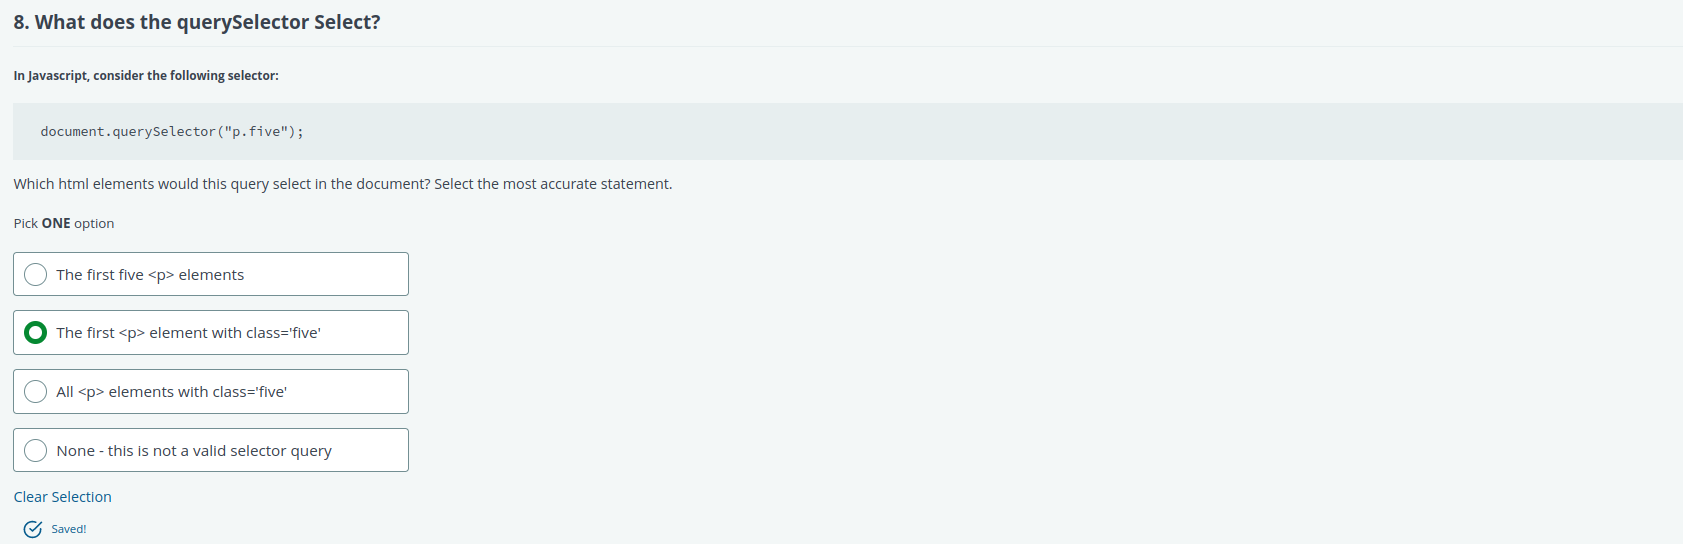 8. What does the querySelector Select?
In Javascript, consider the following selector:
document.querySelector("p.five");
Which html elements would this query select in the document? Select the most accurate statement.
Pick ONE option
The first five <p> elements
The first <p> element with class='five'
All <p> elements with class='five'
None - this is not a valid selector query
Clear Selection
Saved!